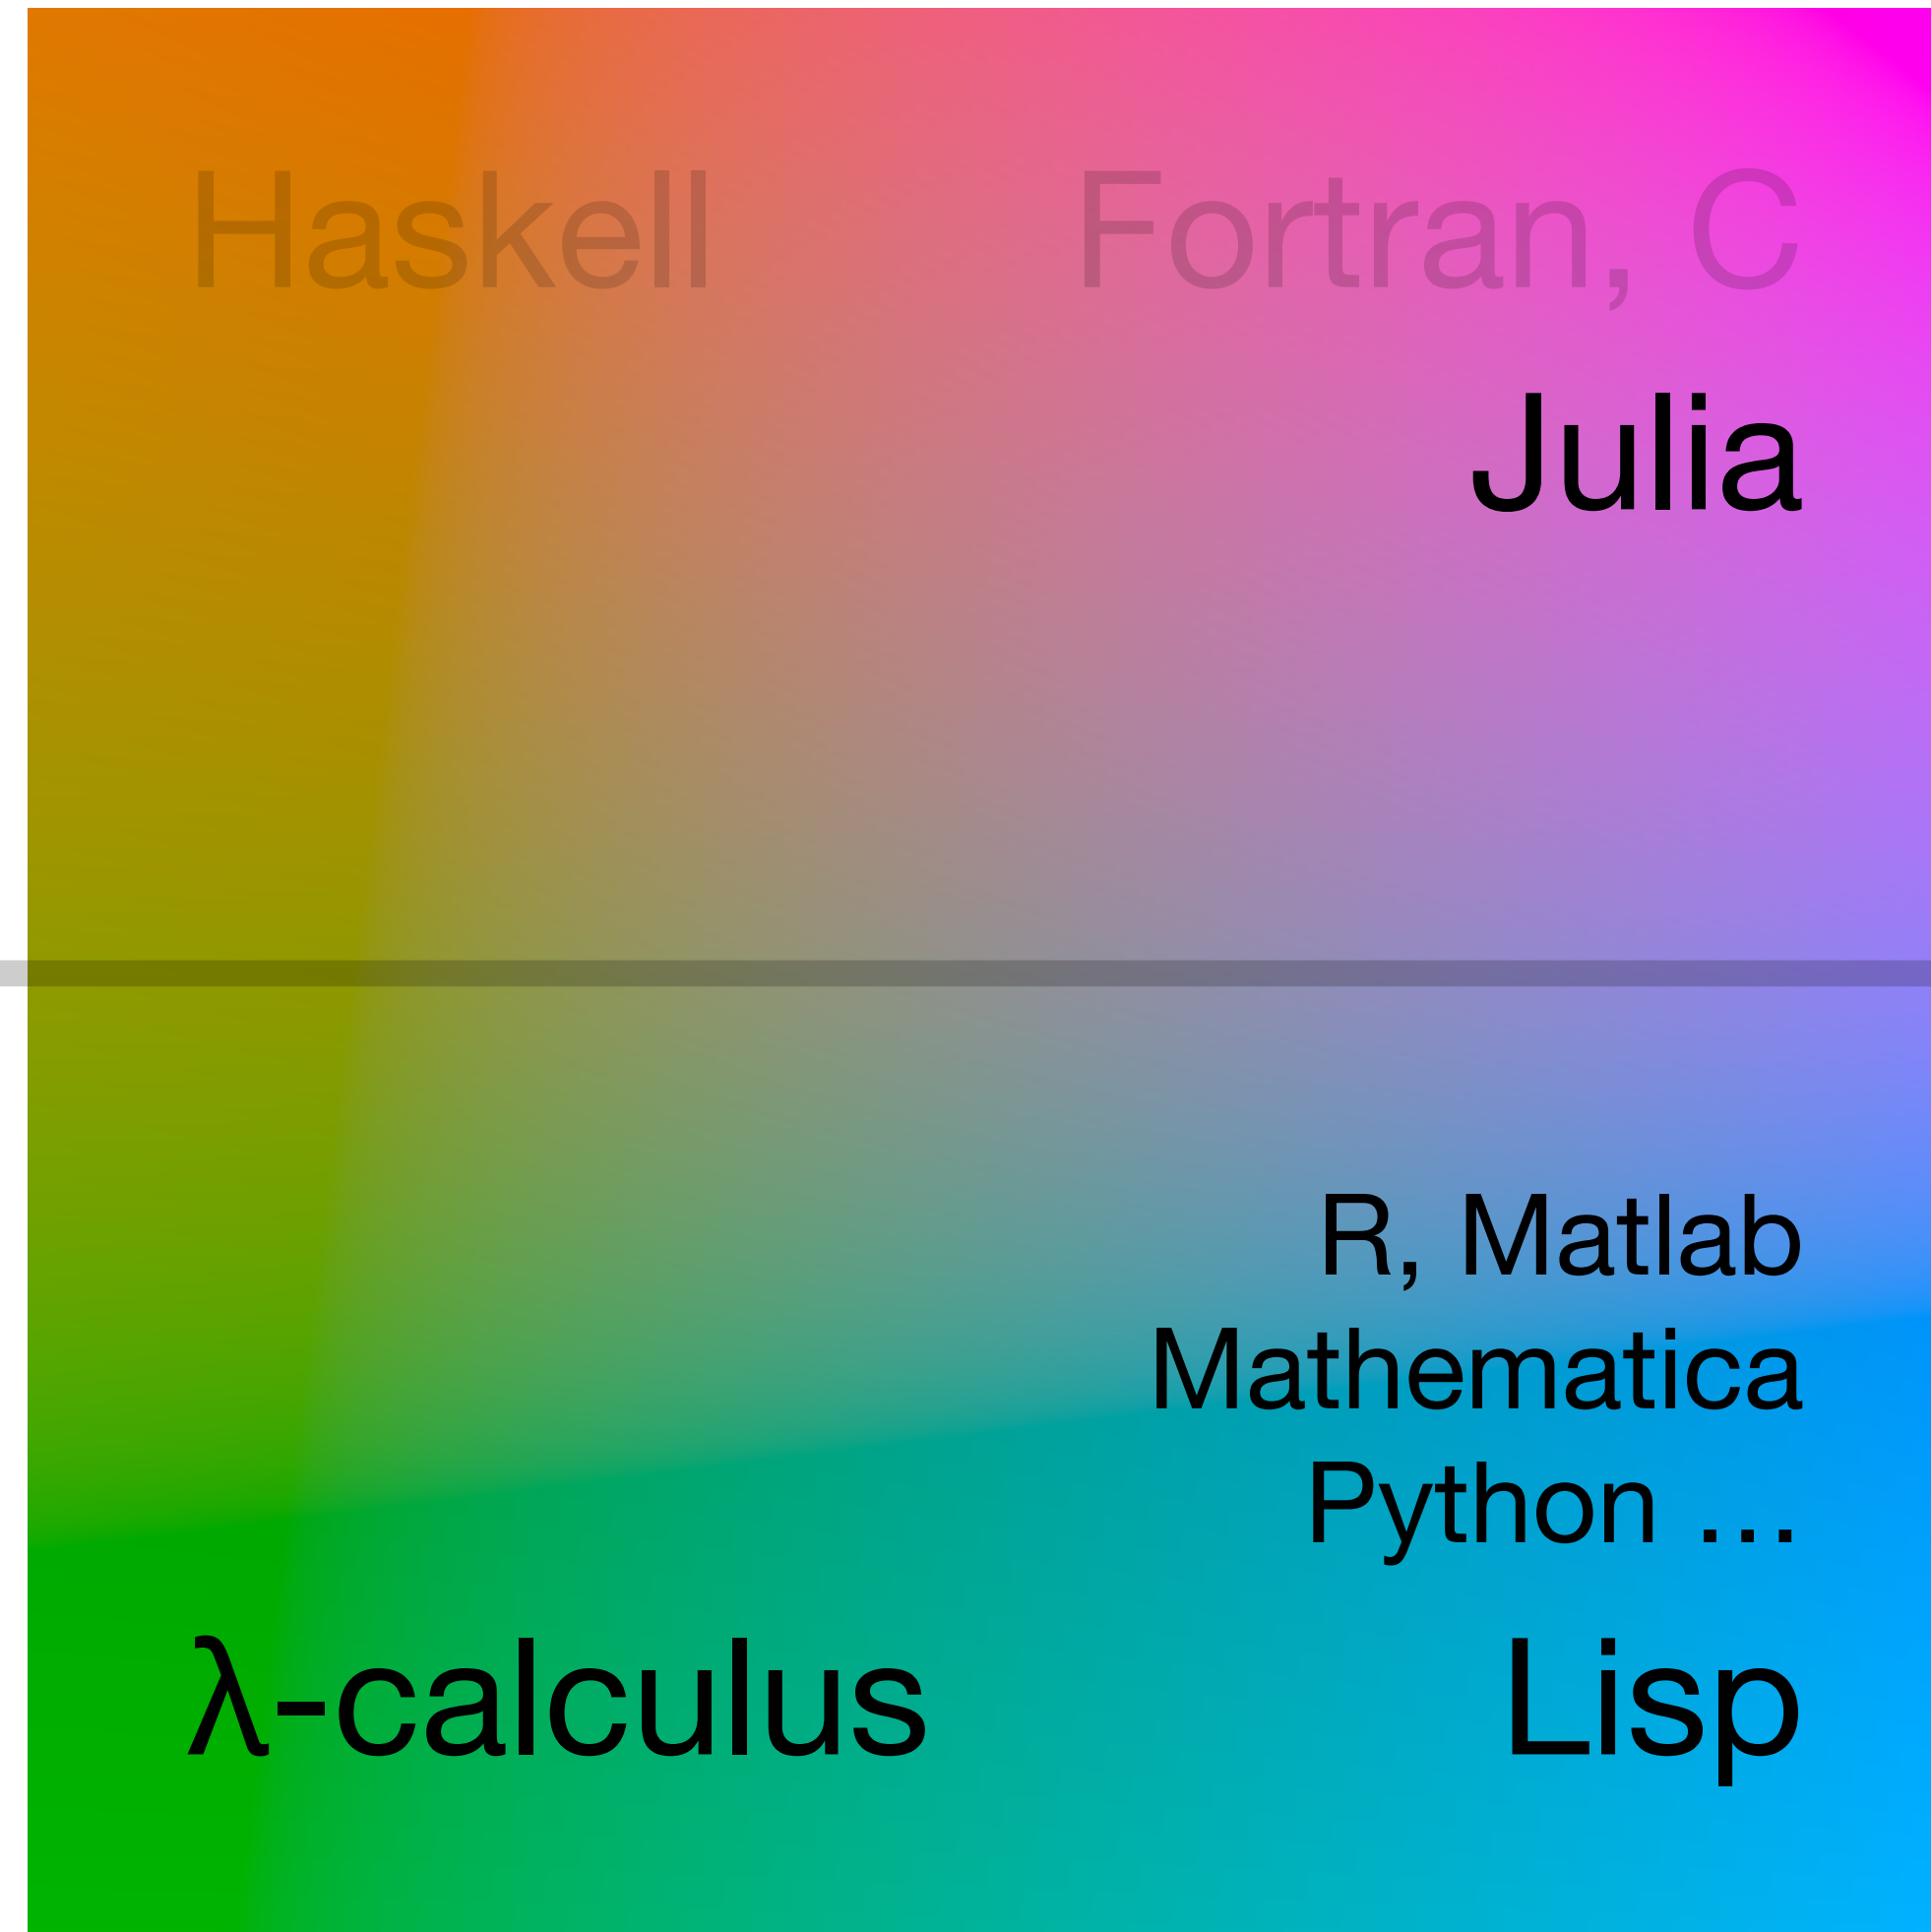 Haskell Fortran, C
Julia
R, Matlab
Mathematica
Python ...
λ-calculus Lisp